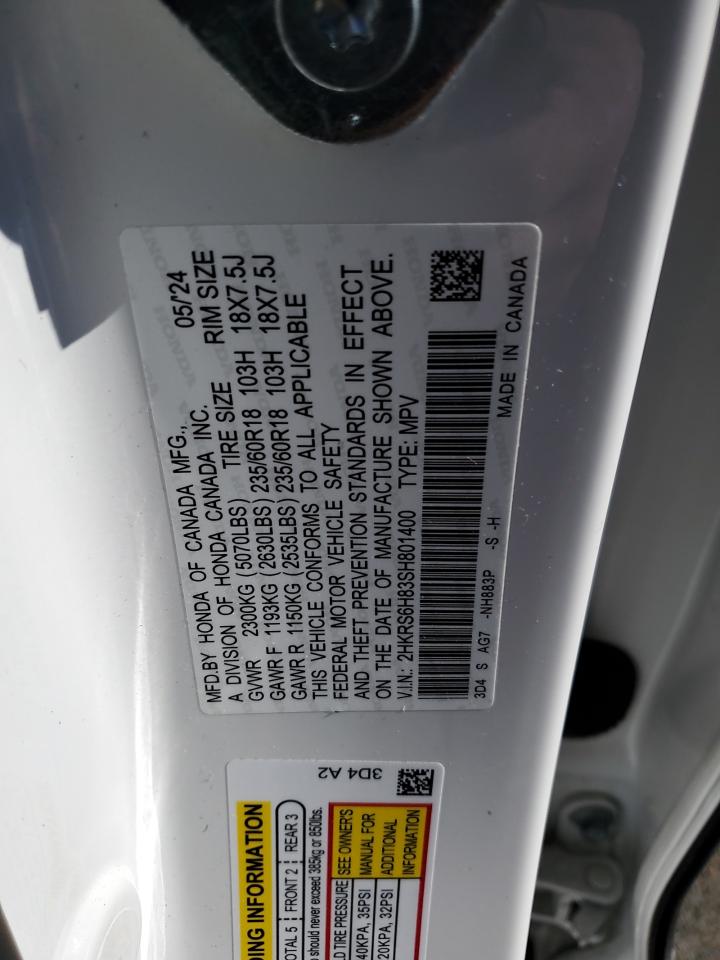 MFD.BY HONDA OF CANADA MFG., 05/24
A DIVISION OF HONDA CANADA INC.
TIRE SIZE RIM SIZE
GVWR 2300KG (5070LBS)
GAWR F 1193KG (2630LBS) 235/60R18 103H 18X7.5J
GAWR R 1150KG (2535LBS) 235/60R18 103H 18X7.5J
THIS VEHICLE CONFORMS TO ALL APPLICABLE
FEDERAL MOTOR VEHICLE SAFETY
AND THEFT PREVENTION STANDARDS IN EFFECT
ON THE DATE OF MANUFACTURE SHOWN ABOVE.
V.I.N.: 2HKRS6H83SH801400 TYPE: MPV
3D4 S AG7 -NH883P -S -H
MADE IN CANADA
3D4 A2
DING INFORMATION
OTAL 5 FRONT 2 REAR 3
should never exceed 385kg or 850lbs.
LD TIRE PRESSURE SEE OWNER'S
40KPA, 35PSI MANUAL FOR
20KPA, 32PSI ADDITIONAL
INFORMATION